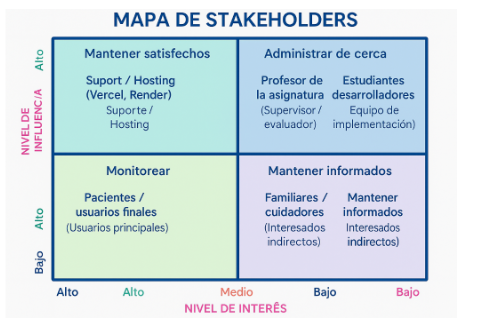 MAPA DE STAKEHOLDERS
Mantener satisfechos
Suport / Hosting
(Vercel, Render)
Suporte /
Hosting
Administrar de cerca
Profesor de
la asignatura
(Supervisor/
evaluador)
Estudiantes
desarrolladores
(Equipo de
implementación)
Monitorear
Pacientes /
usuarios finales
(Usuarios principales)
Mantener informados
Familiares /
cuidadores
(Interesados
indirectos)
Mantener
informados
Interesados
indirectos)
Alto
NIVEL DE
INFLUENC/A
Alto
Bajo
Alto
Alto
Medio
Bajo
Bajo
NIVEL DE INTERÊS